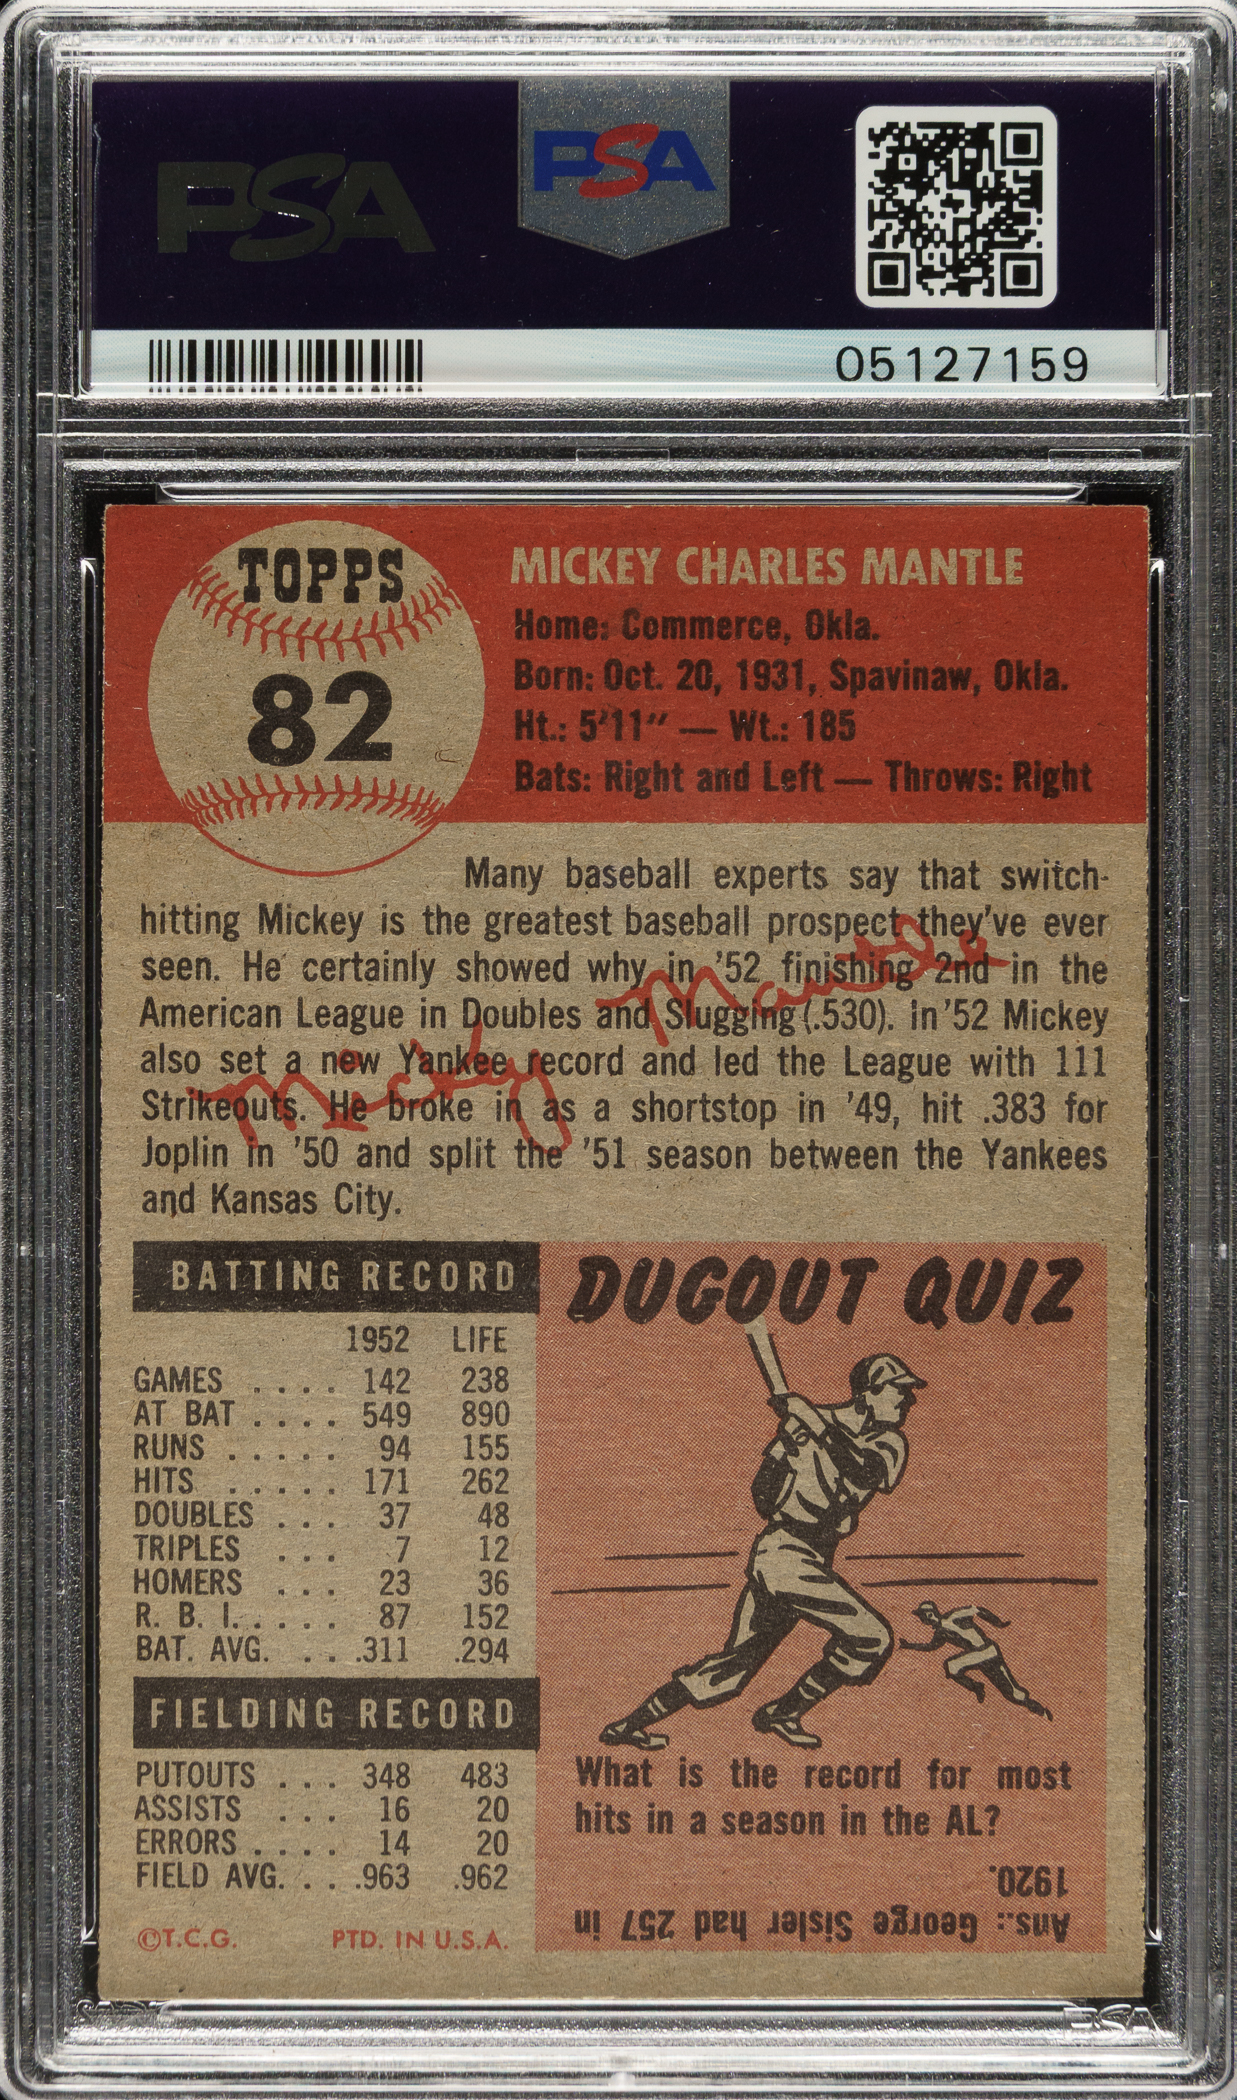 PSA
PSA
05127159
TOPPS
82
MICKEY CHARLES MANTLE
Home: Commerce, Okla.
Born: Oct. 20, 1931, Spavinaw, Okla.
Ht.: 5'11" — Wt.: 185
Bats: Right and Left — Throws: Right
Many baseball experts say that switch-
hitting Mickey is the greatest baseball prospect they've ever
seen. He certainly showed why in '52 finishing 2nd in the
American League in Doubles and Slugging (.530). In '52 Mickey
also set a new Yankee record and led the League with 111
Strikeouts. He broke in as a shortstop in '49, hit .383 for
Joplin in '50 and split the '51 season between the Yankees
and Kansas City.
Mickey Mantle
BATTING RECORD
1952 LIFE
GAMES . . . . 142 238
AT BAT . . . . 549 890
RUNS . . . . . 94 155
HITS . . . . . 171 262
DOUBLES . . . 37 48
TRIPLES . . . 7 12
HOMERS . . . 23 36
R. B. I. . . . . 87 152
BAT. AVG. . . .311 .294
FIELDING RECORD
PUTOUTS . . . 348 483
ASSISTS . . . 16 20
ERRORS . . . . 14 20
FIELD AVG. . . .963 .962
©T.C.G. PTD. IN U.S.A.
DUGOUT QUIZ
What is the record for most
hits in a season in the AL?
Ans.: George Sisler had 257 in
1920.
PSA